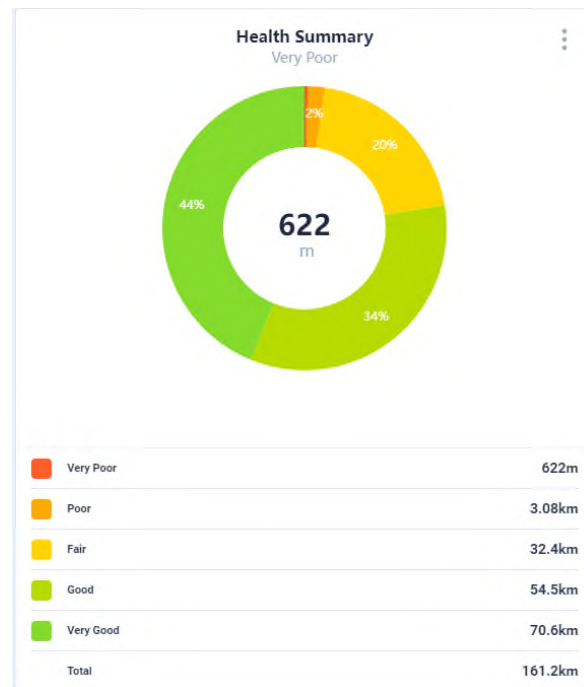 Health Summary
Very Poor
2%
20%
44%
622
m
34%
Very Poor 622m
Poor 3.08km
Fair 32.4km
Good 54.5km
Very Good 70.6km
Total 161.2km